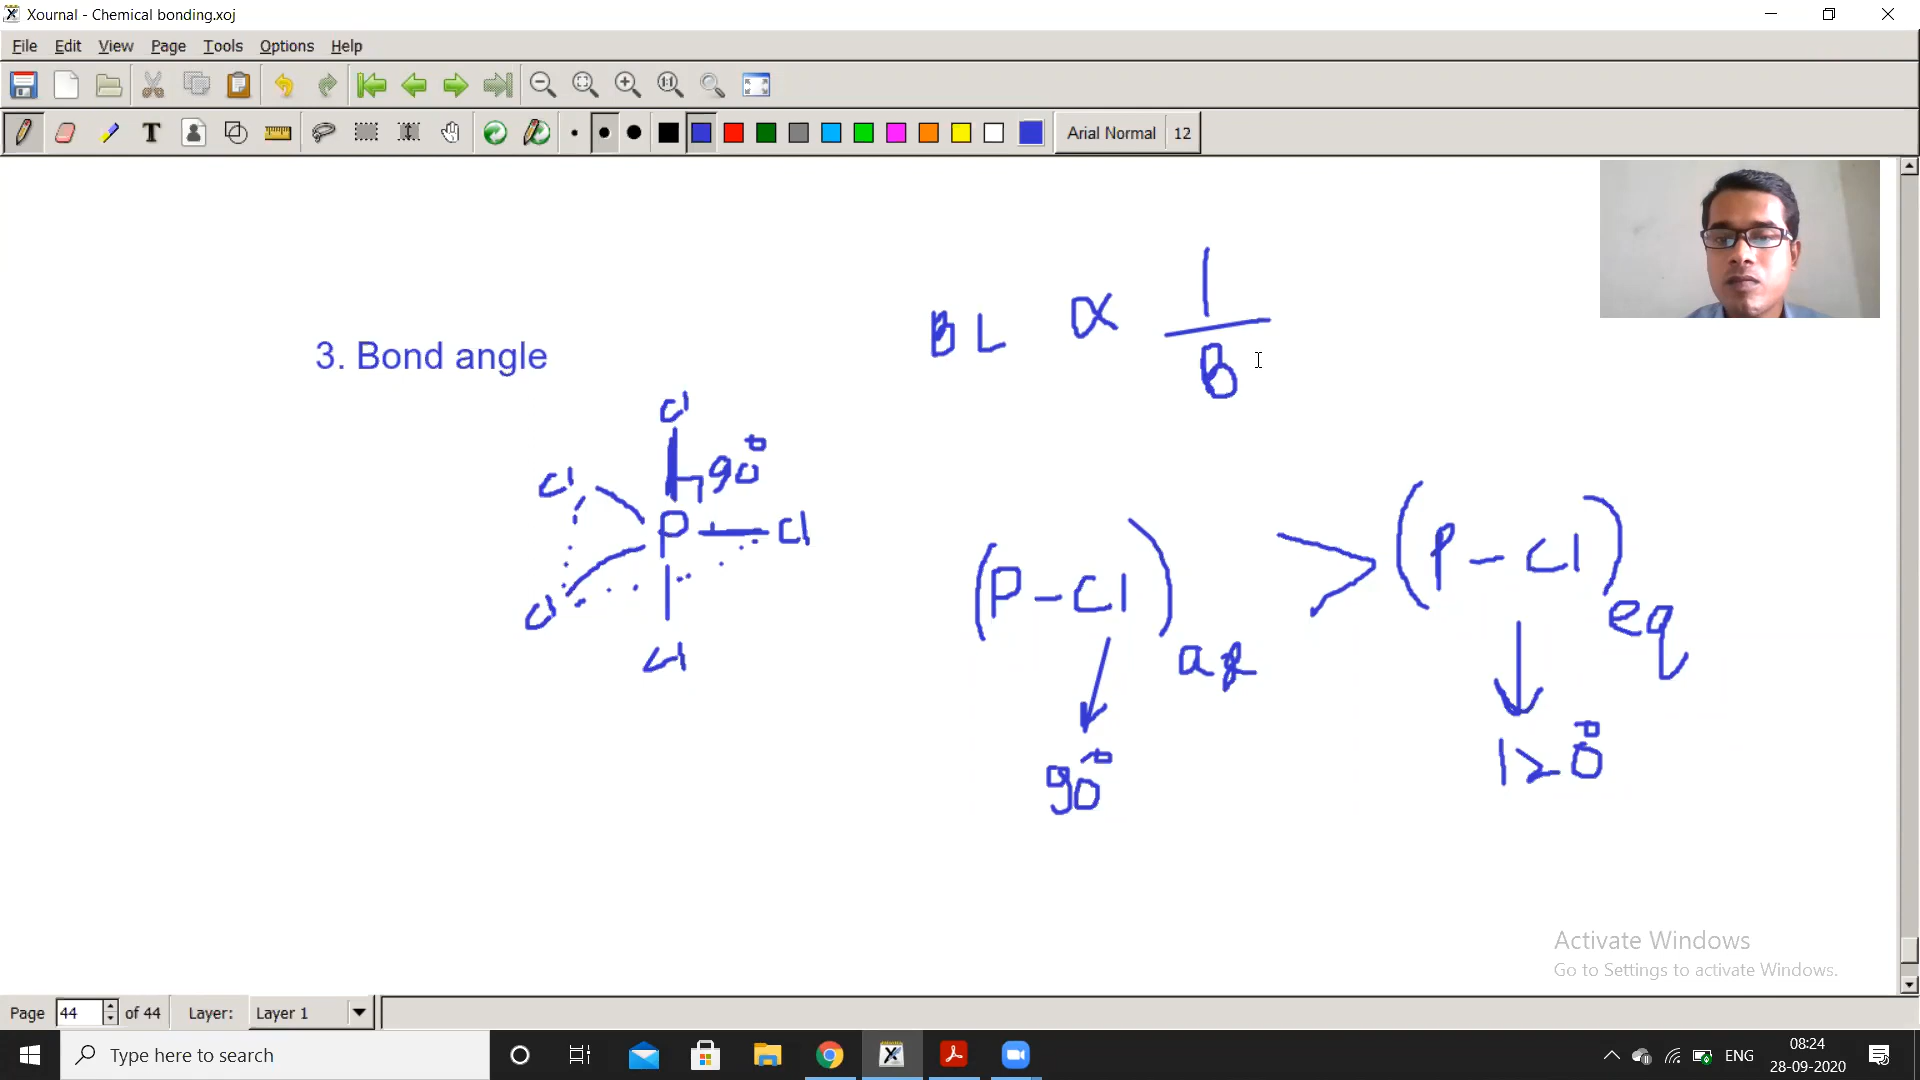 Xournal - Chemical bonding.xoj
File Edit View Page Tools Options Help
Arial Normal 12
BL ∝ 1/B
3. Bond angle
Cl
90°
Cl
P — Cl
Cl
Cl
(P – Cl) ax > (P – Cl) eq
90°
120°
Activate Windows
Go to Settings to activate Windows.
Page 44 of 44 Layer: Layer 1
Type here to search
ENG
08:24
28-09-2020